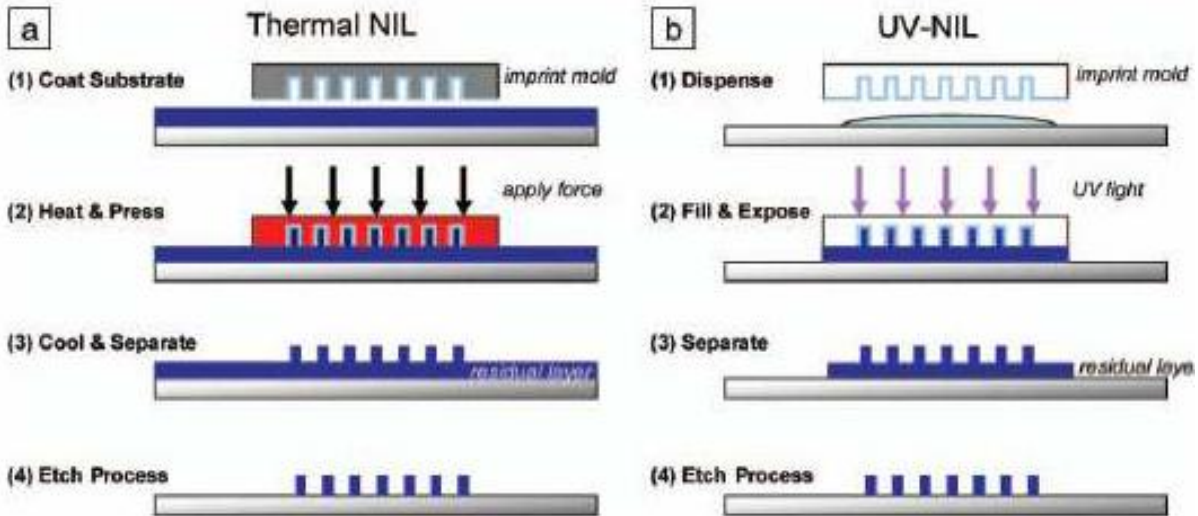 a
Thermal NIL
(1) Coat Substrate
imprint mold
(2) Heat & Press
apply force
(3) Cool & Separate
residual layer
(4) Etch Process
b
UV-NIL
(1) Dispense
imprint mold
(2) Fill & Expose
UV light
(3) Separate
residual laye
(4) Etch Process